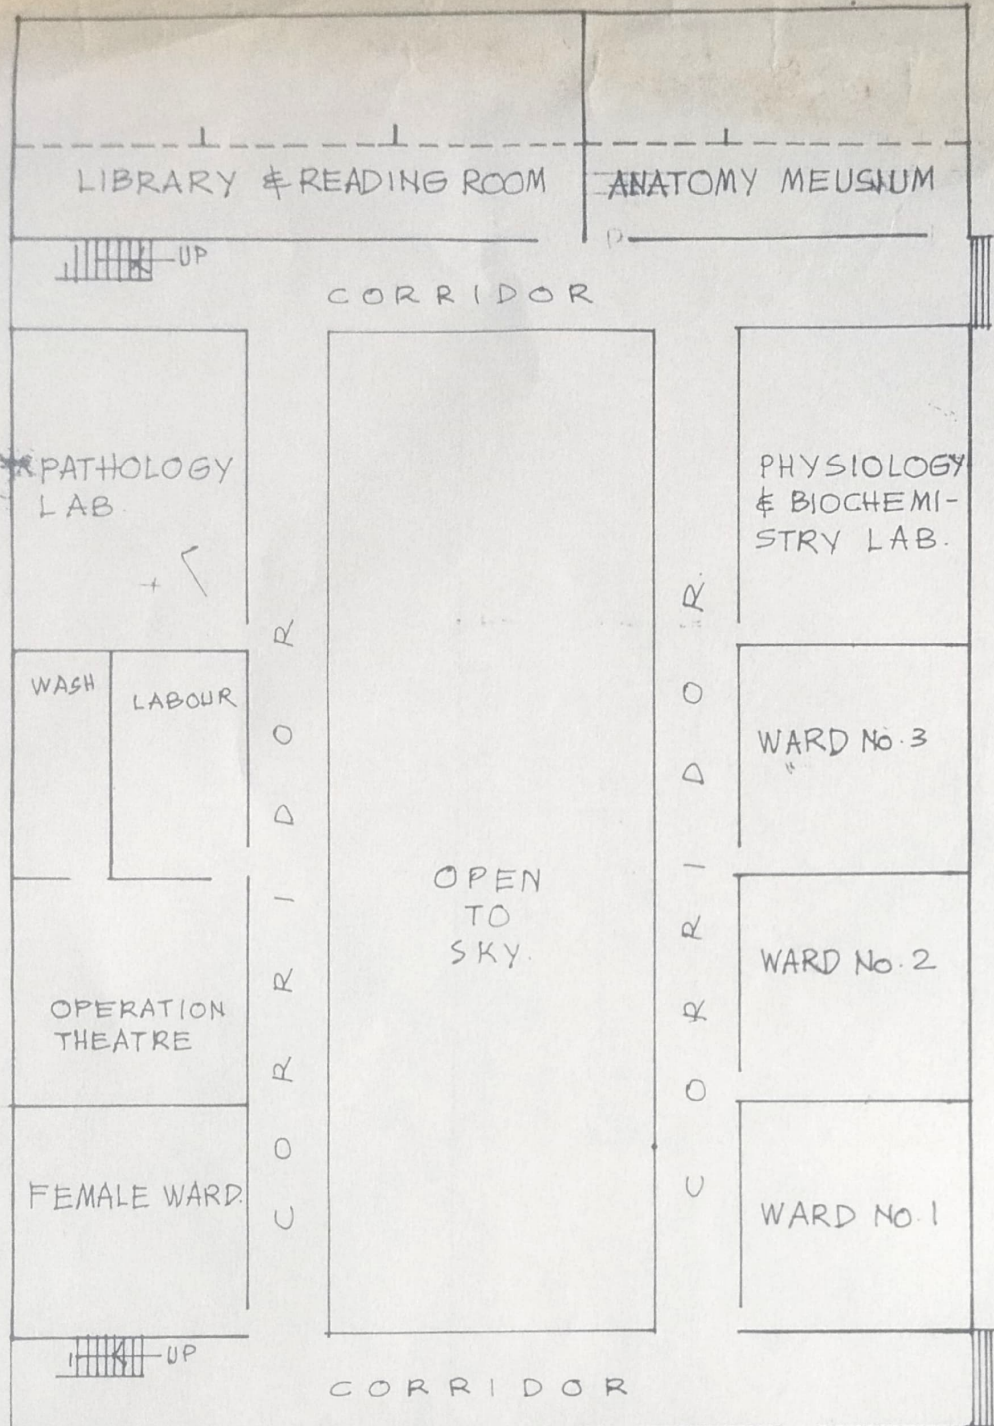 LIBRARY & READING ROOM
ANATOMY MEUSIUM
UP
CORRIDOR
PATHOLOGY
LAB.
PHYSIOLOGY
& BIOCHEMI-
STRY LAB.
WASH
LABOUR
CORRIDOR
OPEN
TO
SKY.
CORRIDOR.
WARD No. 3
WARD No. 2
OPERATION
THEATRE
FEMALE WARD.
WARD No. 1
UP
CORRIDOR